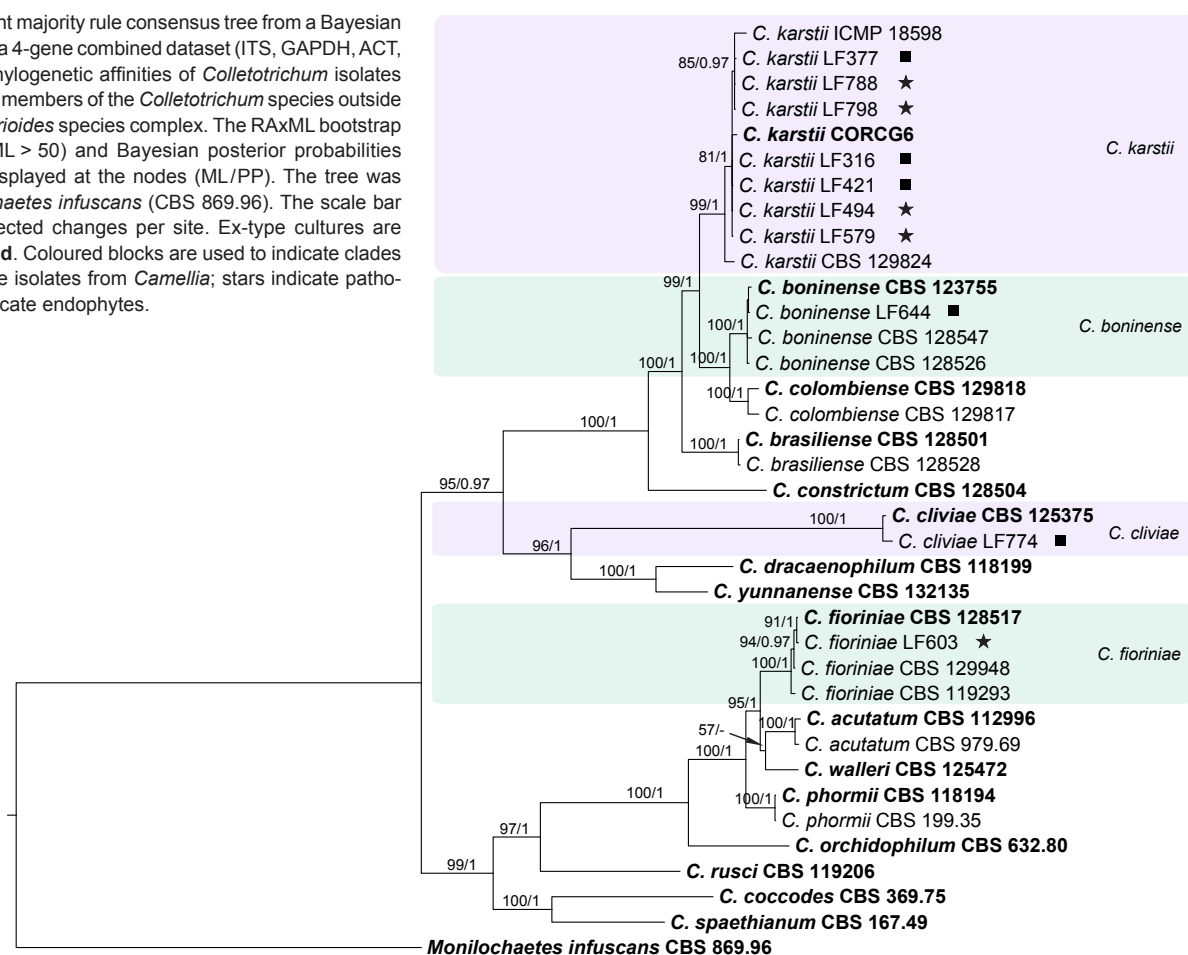 nt majority rule consensus tree from a Bayesian
a 4-gene combined dataset (ITS, GAPDH, ACT,
hylogenetic affinities of Colletotrichum isolates
members of the Colletotrichum species outside
rioides species complex. The RAxML bootstrap
ML > 50) and Bayesian posterior probabilities
isplayed at the nodes (ML/PP). The tree was
haetes infuscans (CBS 869.96). The scale bar
ected changes per site. Ex-type cultures are
d. Coloured blocks are used to indicate clades
e isolates from Camellia; stars indicate patho-
icate endophytes.
C. karstii ICMP 18598
85/0.97
C. karstii LF377 ■
C. karstii LF788 ★
C. karstii LF798 ★
C. karstii CORCG6
C. karstii
81/1
C. karstii LF316 ■
C. karstii LF421 ■
99/1
C. karstii LF494 ★
C. karstii LF579 ★
C. karstii CBS 129824
99/1
C. boninense CBS 123755
C. boninense LF644 ■
C. boninense
100/1
C. boninense CBS 128547
100/1
100/1
C. boninense CBS 128526
100/1
C. colombiense CBS 129818
C. colombiense CBS 129817
100/1
100/1
C. brasiliense CBS 128501
C. brasiliense CBS 128528
95/0.97
C. constrictum CBS 128504
100/1
C. cliviae CBS 125375
C. cliviae
C. cliviae LF774 ■
96/1
C. dracaenophilum CBS 118199
100/1
C. yunnanense CBS 132135
91/1
C. fioriniae CBS 128517
94/0.97
C. fioriniae LF603 ★
C. fioriniae
100/1
C. fioriniae CBS 129948
C. fioriniae CBS 119293
95/1
100/1
C. acutatum CBS 112996
57/-
C. acutatum CBS 979.69
100/1
C. walleri CBS 125472
100/1
100/1
C. phormii CBS 118194
C. phormii CBS 199.35
97/1
C. orchidophilum CBS 632.80
99/1
C. rusci CBS 119206
100/1
C. coccodes CBS 369.75
C. spaethianum CBS 167.49
Monilochaetes infuscans CBS 869.96